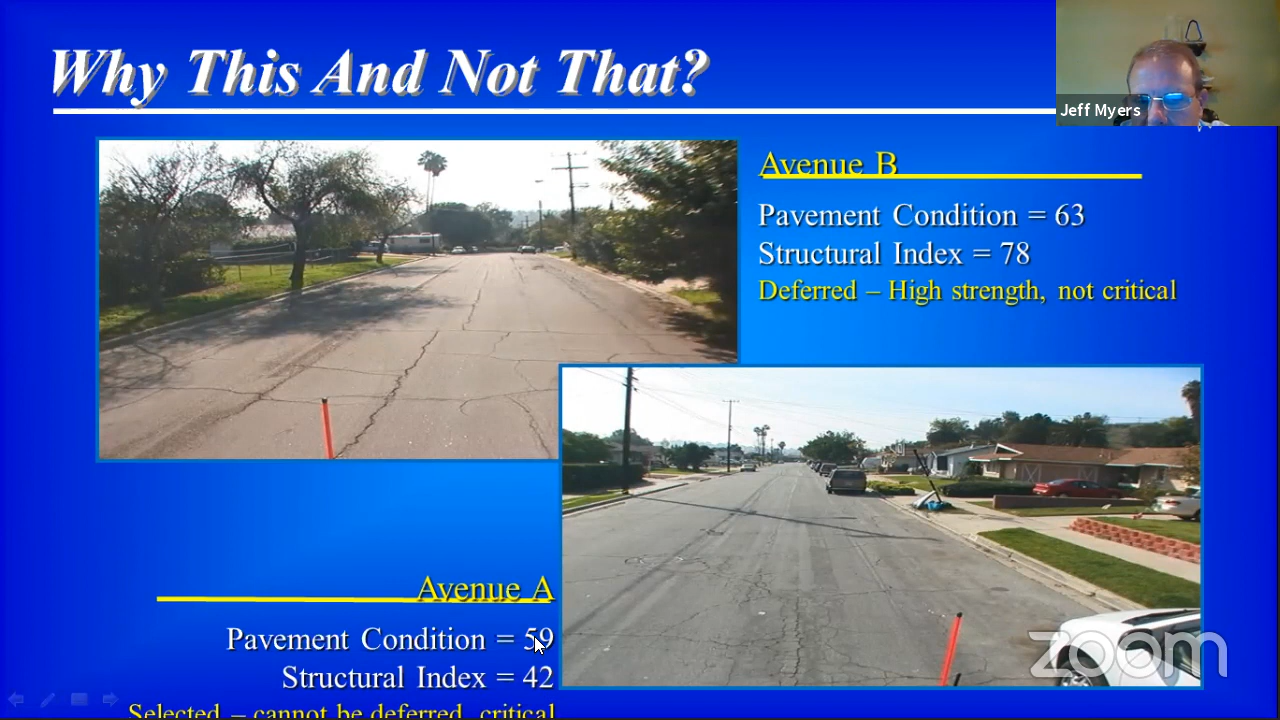 Why This And Not That?
Jeff Myers
Avenue B
Pavement Condition = 63
Structural Index = 78
Deferred – High strength, not critical
Avenue A
Pavement Condition = 59
Structural Index = 42
Selected – cannot be deferred, critical
zoom